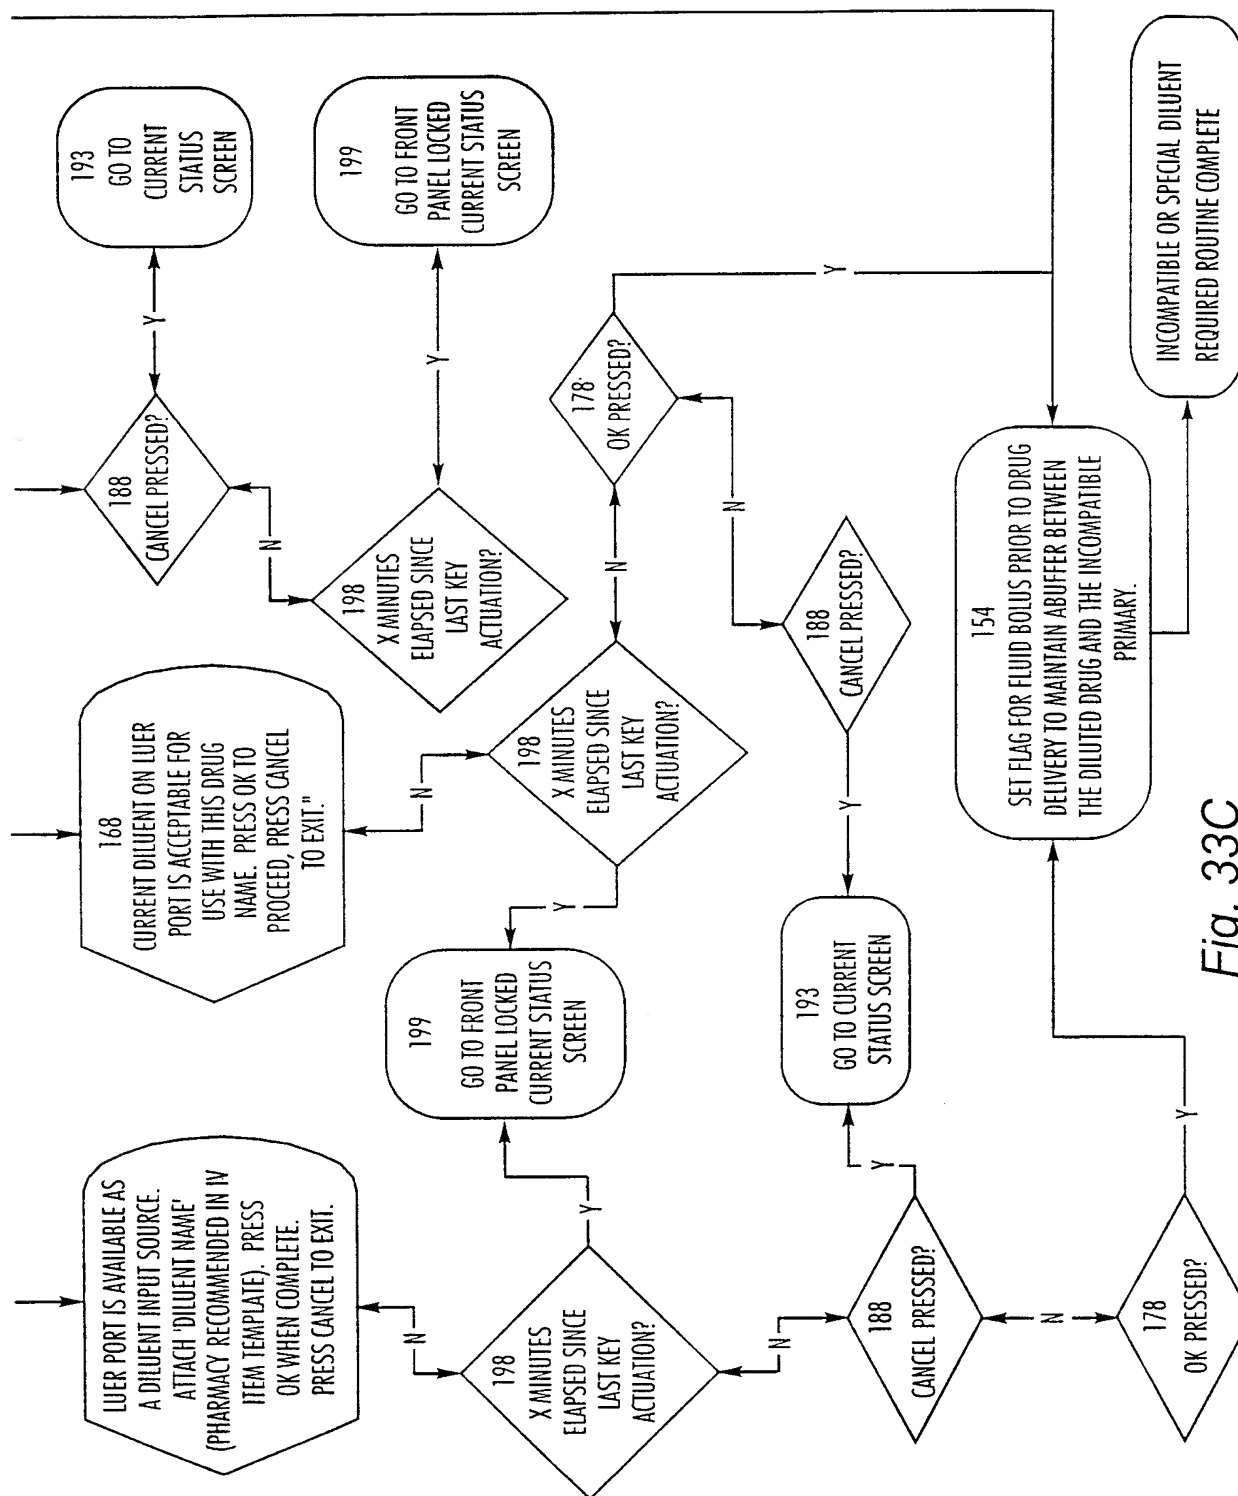 LUER PORT IS AVAILABLE AS
A DILUENT INPUT SOURCE.
ATTACH 'DILUENT NAME'
(PHARMACY RECOMMENDED IN IV
ITEM TEMPLATE). PRESS
OK WHEN COMPLETE.
PRESS CANCEL TO EXIT.
168
CURRENT DILUENT ON LUER
PORT IS ACCEPTABLE FOR
USE WITH THIS DRUG
NAME. PRESS OK TO
PROCEED, PRESS CANCEL
TO EXIT."
188
CANCEL PRESSED?
Y
193
GO TO
CURRENT
STATUS
SCREEN
N
198
X MINUTES
ELAPSED SINCE
LAST KEY
ACTUATION?
Y
199
GO TO FRONT
PANEL LOCKED
CURRENT STATUS
SCREEN
N
N
198
X MINUTES
ELAPSED SINCE
LAST KEY
ACTUATION?
Y
199
GO TO FRONT
PANEL LOCKED
CURRENT STATUS
SCREEN
Y
198
X MINUTES
ELAPSED SINCE
LAST KEY
ACTUATION?
N
178
OK PRESSED?
Y
N
N
188
CANCEL PRESSED?
Y
193
GO TO CURRENT
STATUS SCREEN
Y
188
CANCEL PRESSED?
N
178
OK PRESSED?
Y
154
SET FLAG FOR FLUID BOLUS PRIOR TO DRUG
DELIVERY TO MAINTAIN ABUFFER BETWEEN
THE DILUTED DRUG AND THE INCOMPATIBLE
PRIMARY.
INCOMPATIBLE OR SPECIAL DILUENT
REQUIRED ROUTINE COMPLETE
Fig. 33C